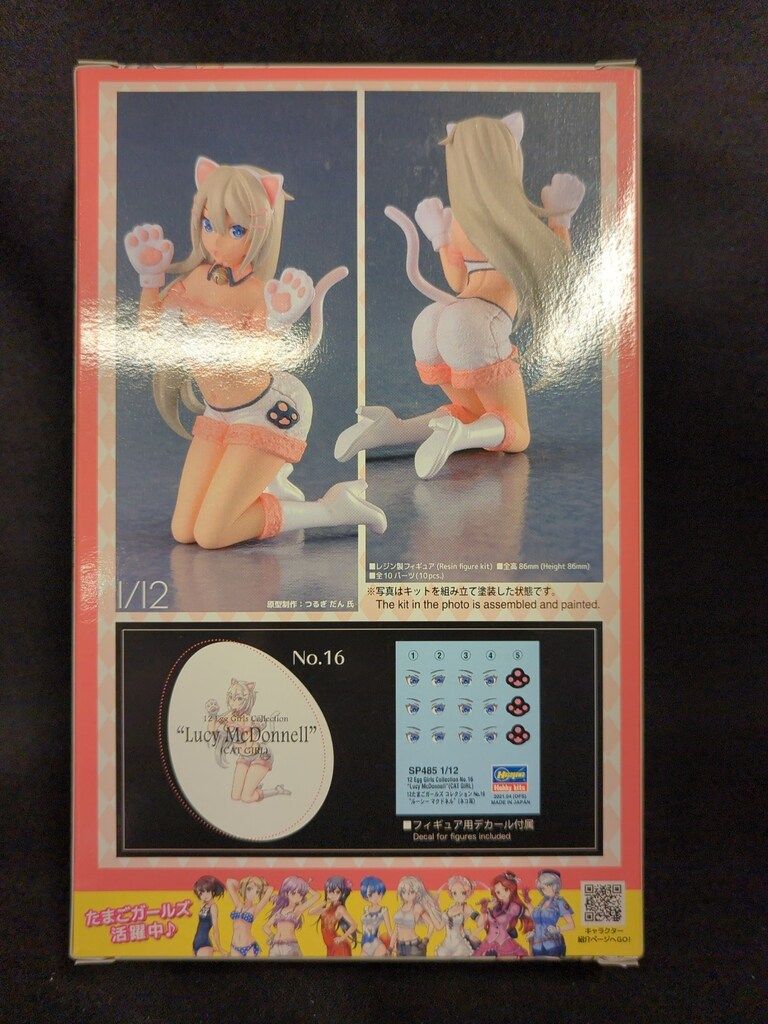 1/12
原型制作：つるぎ だん 氏
■レジン製フィギュア (Resin figure kit) ■全高 86mm (Height 86mm)
■全10パーツ(10pcs.)
※写真はキットを組み立て塗装した状態です。
The kit in the photo is assembled and painted.
No.16
12 Egg Girls Collection
“Lucy McDonnell”
(CAT GIRL)
① ② ③ ④ ⑤
SP485 1/12
12 Egg Girls Collection No.16
"Lucy McDonnell" (CAT GIRL)
12たまごガールズ コレクション No.16
"ルーシー マクドネル" (ネコ娘)
Hasegawa
Hobby kits
2021.04 (OFS)
MADE IN JAPAN
■フィギュア用デカール付属
Decal for figures included
たまごガールズ
活躍中♪
キャラクター
紹介ページへGO!